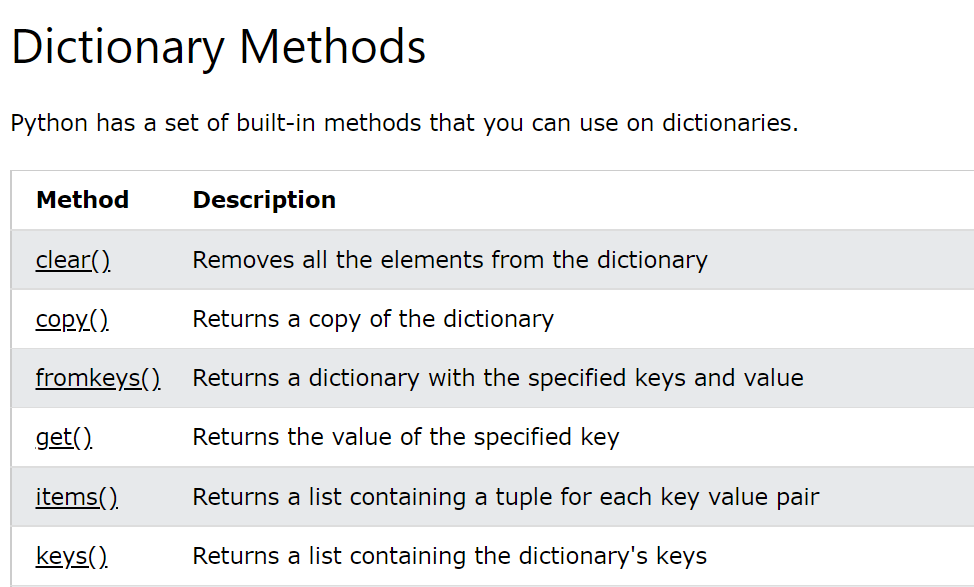 Dictionary Methods
Python has a set of built-in methods that you can use on dictionaries.
Method Description
clear() Removes all the elements from the dictionary
copy() Returns a copy of the dictionary
fromkeys() Returns a dictionary with the specified keys and value
get() Returns the value of the specified key
items() Returns a list containing a tuple for each key value pair
keys() Returns a list containing the dictionary's keys